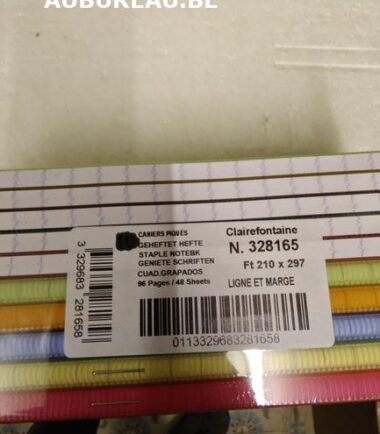 AUBUREAU.BE
CAHIERS PIQUES
GEHEFTET HEFTE
STAPLE NOTEBK
GENIETE SCHRIFTEN
CUAD.GRAPADOS
96 Pages / 48 Sheets
Clairefontaine
N. 328165
Ft 210 x 297
LIGNE ET MARGE
0113329683281658
3 329683 281658